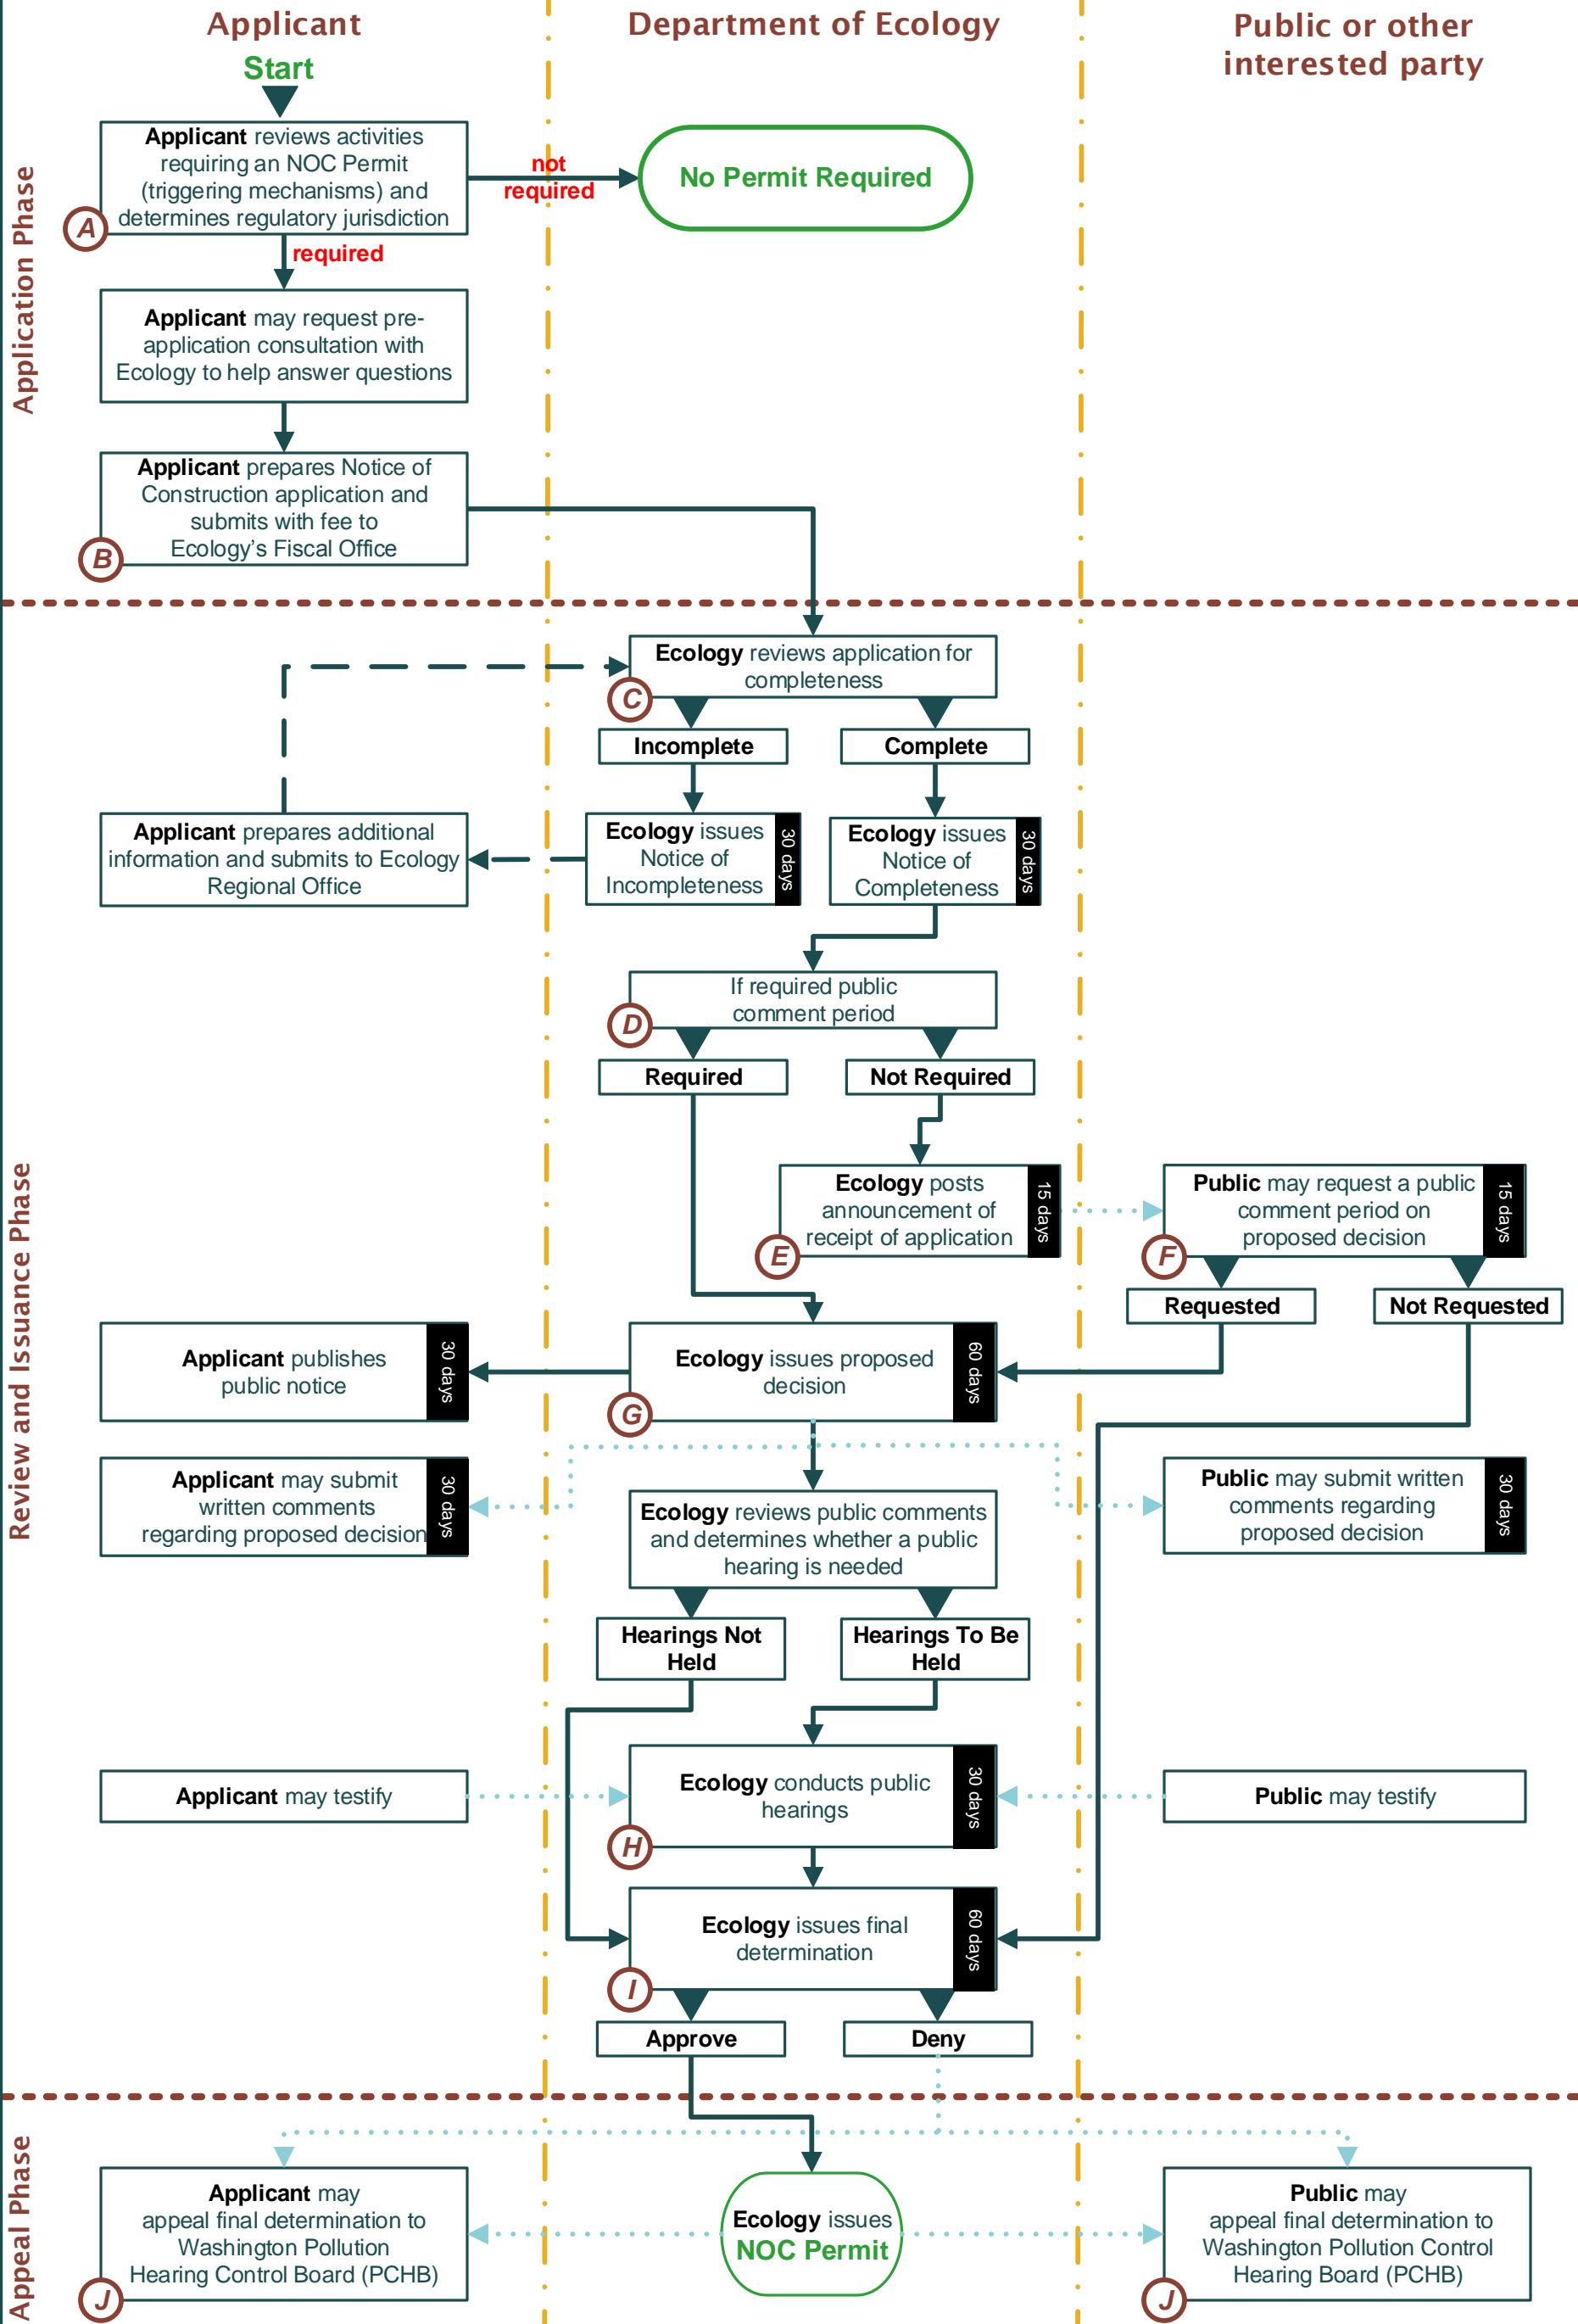 Applicant
Department of Ecology
Public or other
interested party
Start
Application Phase
Applicant reviews activities
requiring an NOC Permit
(triggering mechanisms) and
determines regulatory jurisdiction
A
not
required
No Permit Required
required
Applicant may request pre-
application consultation with
Ecology to help answer questions
Applicant prepares Notice of
Construction application and
submits with fee to
Ecology's Fiscal Office
B
Review and Issuance Phase
Ecology reviews application for
completeness
C
Incomplete
Complete
Applicant prepares additional
information and submits to Ecology
Regional Office
Ecology issues
Notice of
Incompleteness
30 days
Ecology issues
Notice of
Completeness
30 days
If required public
comment period
D
Required
Not Required
Ecology posts
announcement of
receipt of application
15 days
E
Public may request a public
comment period on
proposed decision
15 days
F
Requested
Not Requested
Applicant publishes
public notice
30 days
Ecology issues proposed
decision
60 days
G
Applicant may submit
written comments
regarding proposed decision
30 days
Ecology reviews public comments
and determines whether a public
hearing is needed
Public may submit written
comments regarding
proposed decision
30 days
Hearings Not
Held
Hearings To Be
Held
Applicant may testify
Ecology conducts public
hearings
30 days
H
Public may testify
Ecology issues final
determination
60 days
I
Approve
Deny
Appeal Phase
Applicant may
appeal final determination to
Washington Pollution
Hearing Control Board (PCHB)
J
Ecology issues
NOC Permit
Public may
appeal final determination to
Washington Pollution Control
Hearing Board (PCHB)
J